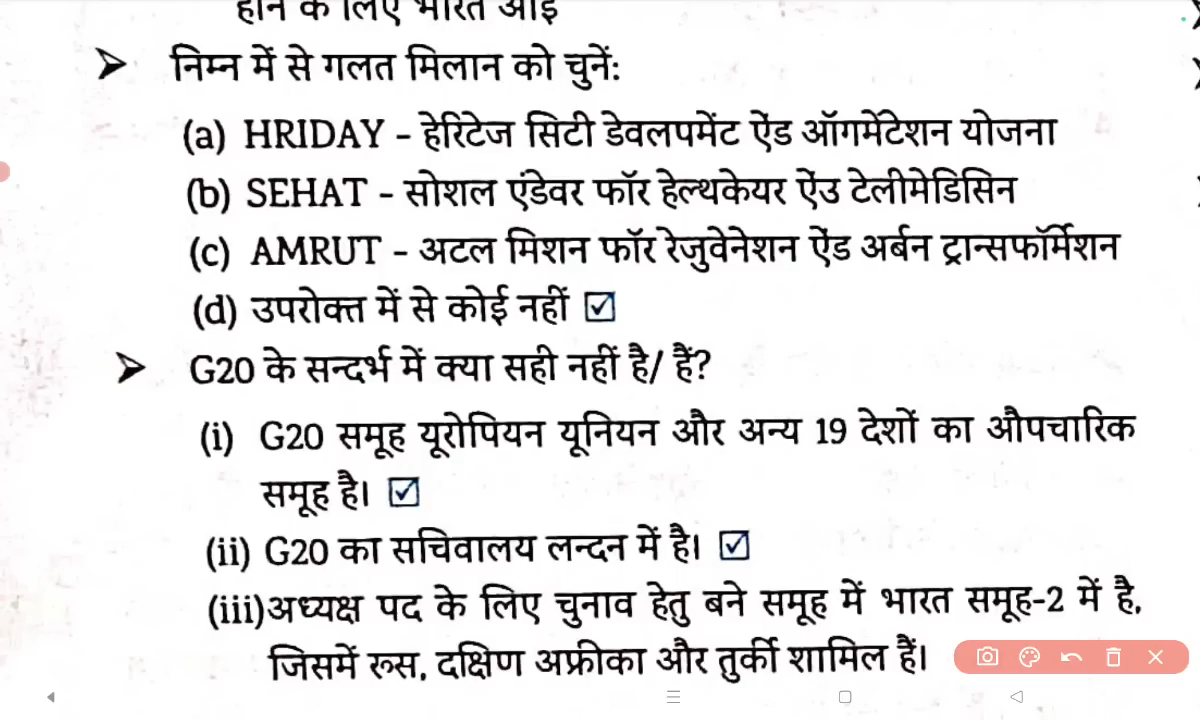 होने के लिए भारत आई
➤ निम्न में से गलत मिलान को चुनें:
(a) HRIDAY - हेरिटेज सिटी डेवलपमेंट ऐंड ऑगमेंटेशन योजना
(b) SEHAT - सोशल एंडेवर फॉर हेल्थकेयर ऐंउ टेलीमेडिसिन
(c) AMRUT - अटल मिशन फॉर रेजुवेनेशन ऐंड अर्बन ट्रान्सफॉर्मेशन
(d) उपरोक्त में से कोई नहीं ☑
➤ G20 के सन्दर्भ में क्या सही नहीं है/ हैं?
(i) G20 समूह यूरोपियन यूनियन और अन्य 19 देशों का औपचारिक
समूह है। ☑
(ii) G20 का सचिवालय लन्दन में है। ☑
(iii)अध्यक्ष पद के लिए चुनाव हेतु बने समूह में भारत समूह-2 में है,
जिसमें रूस, दक्षिण अफ्रीका और तुर्की शामिल हैं।